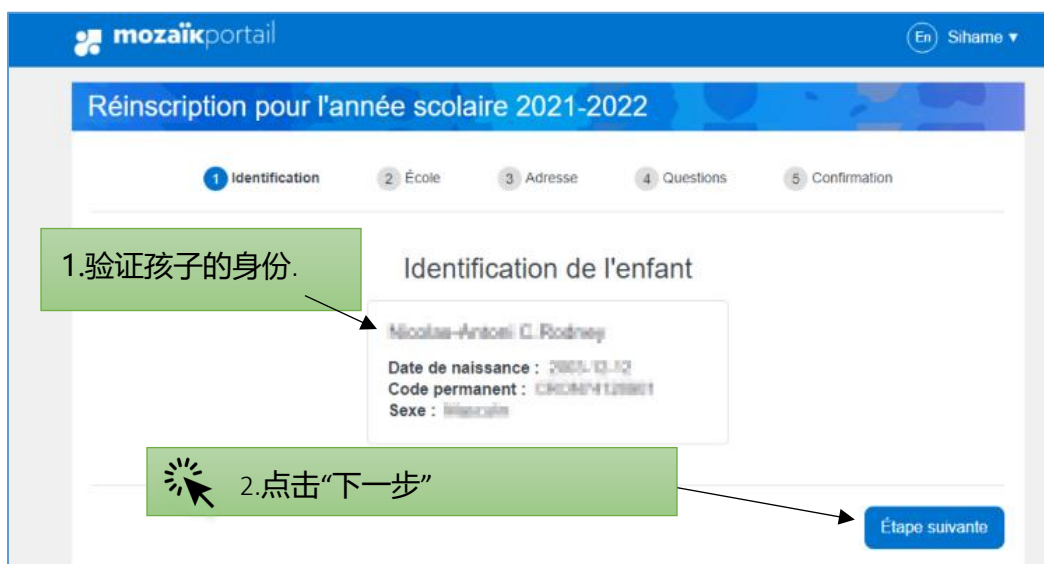 mozaïkportail
En Sihame
Réinscription pour l'année scolaire 2021-2022
1 Identification 2 École 3 Adresse 4 Questions 5 Confirmation
1.验证孩子的身份.
Identification de l'enfant
Date de naissance :
Code permanent :
Sexe :
2.点击“下一步”
Étape suivante